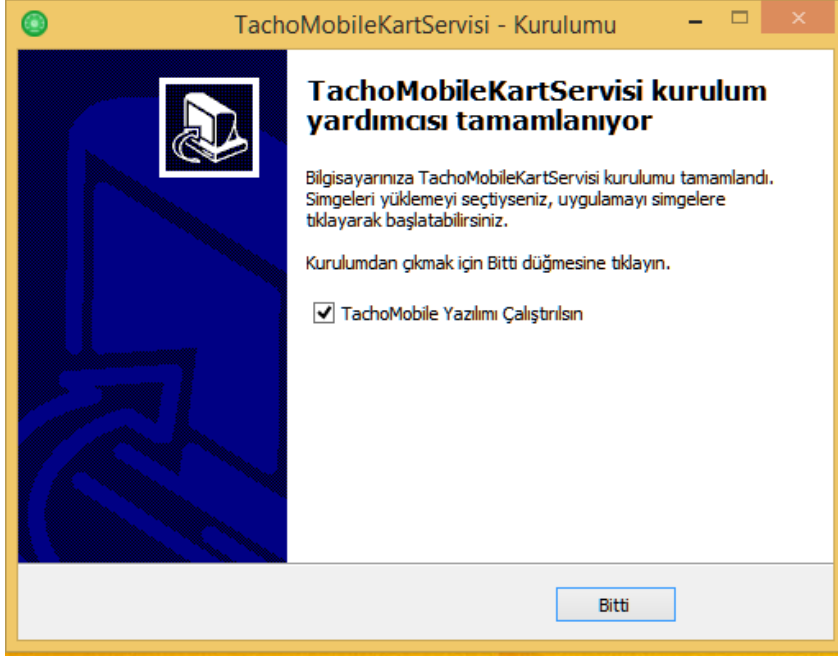 TachoMobileKartServisi - Kurulumu
TachoMobileKartServisi kurulum
yardımcısı tamamlanıyor
Bilgisayarınıza TachoMobileKartServisi kurulumu tamamlandı.
Simgeleri yüklemeyi seçtiyseniz, uygulamayı simgelere
tıklayarak başlatabilirsiniz.
Kurulumdan çıkmak için Bitti düğmesine tıklayın.
TachoMobile Yazılımı Çalıştırılsın
Bitti